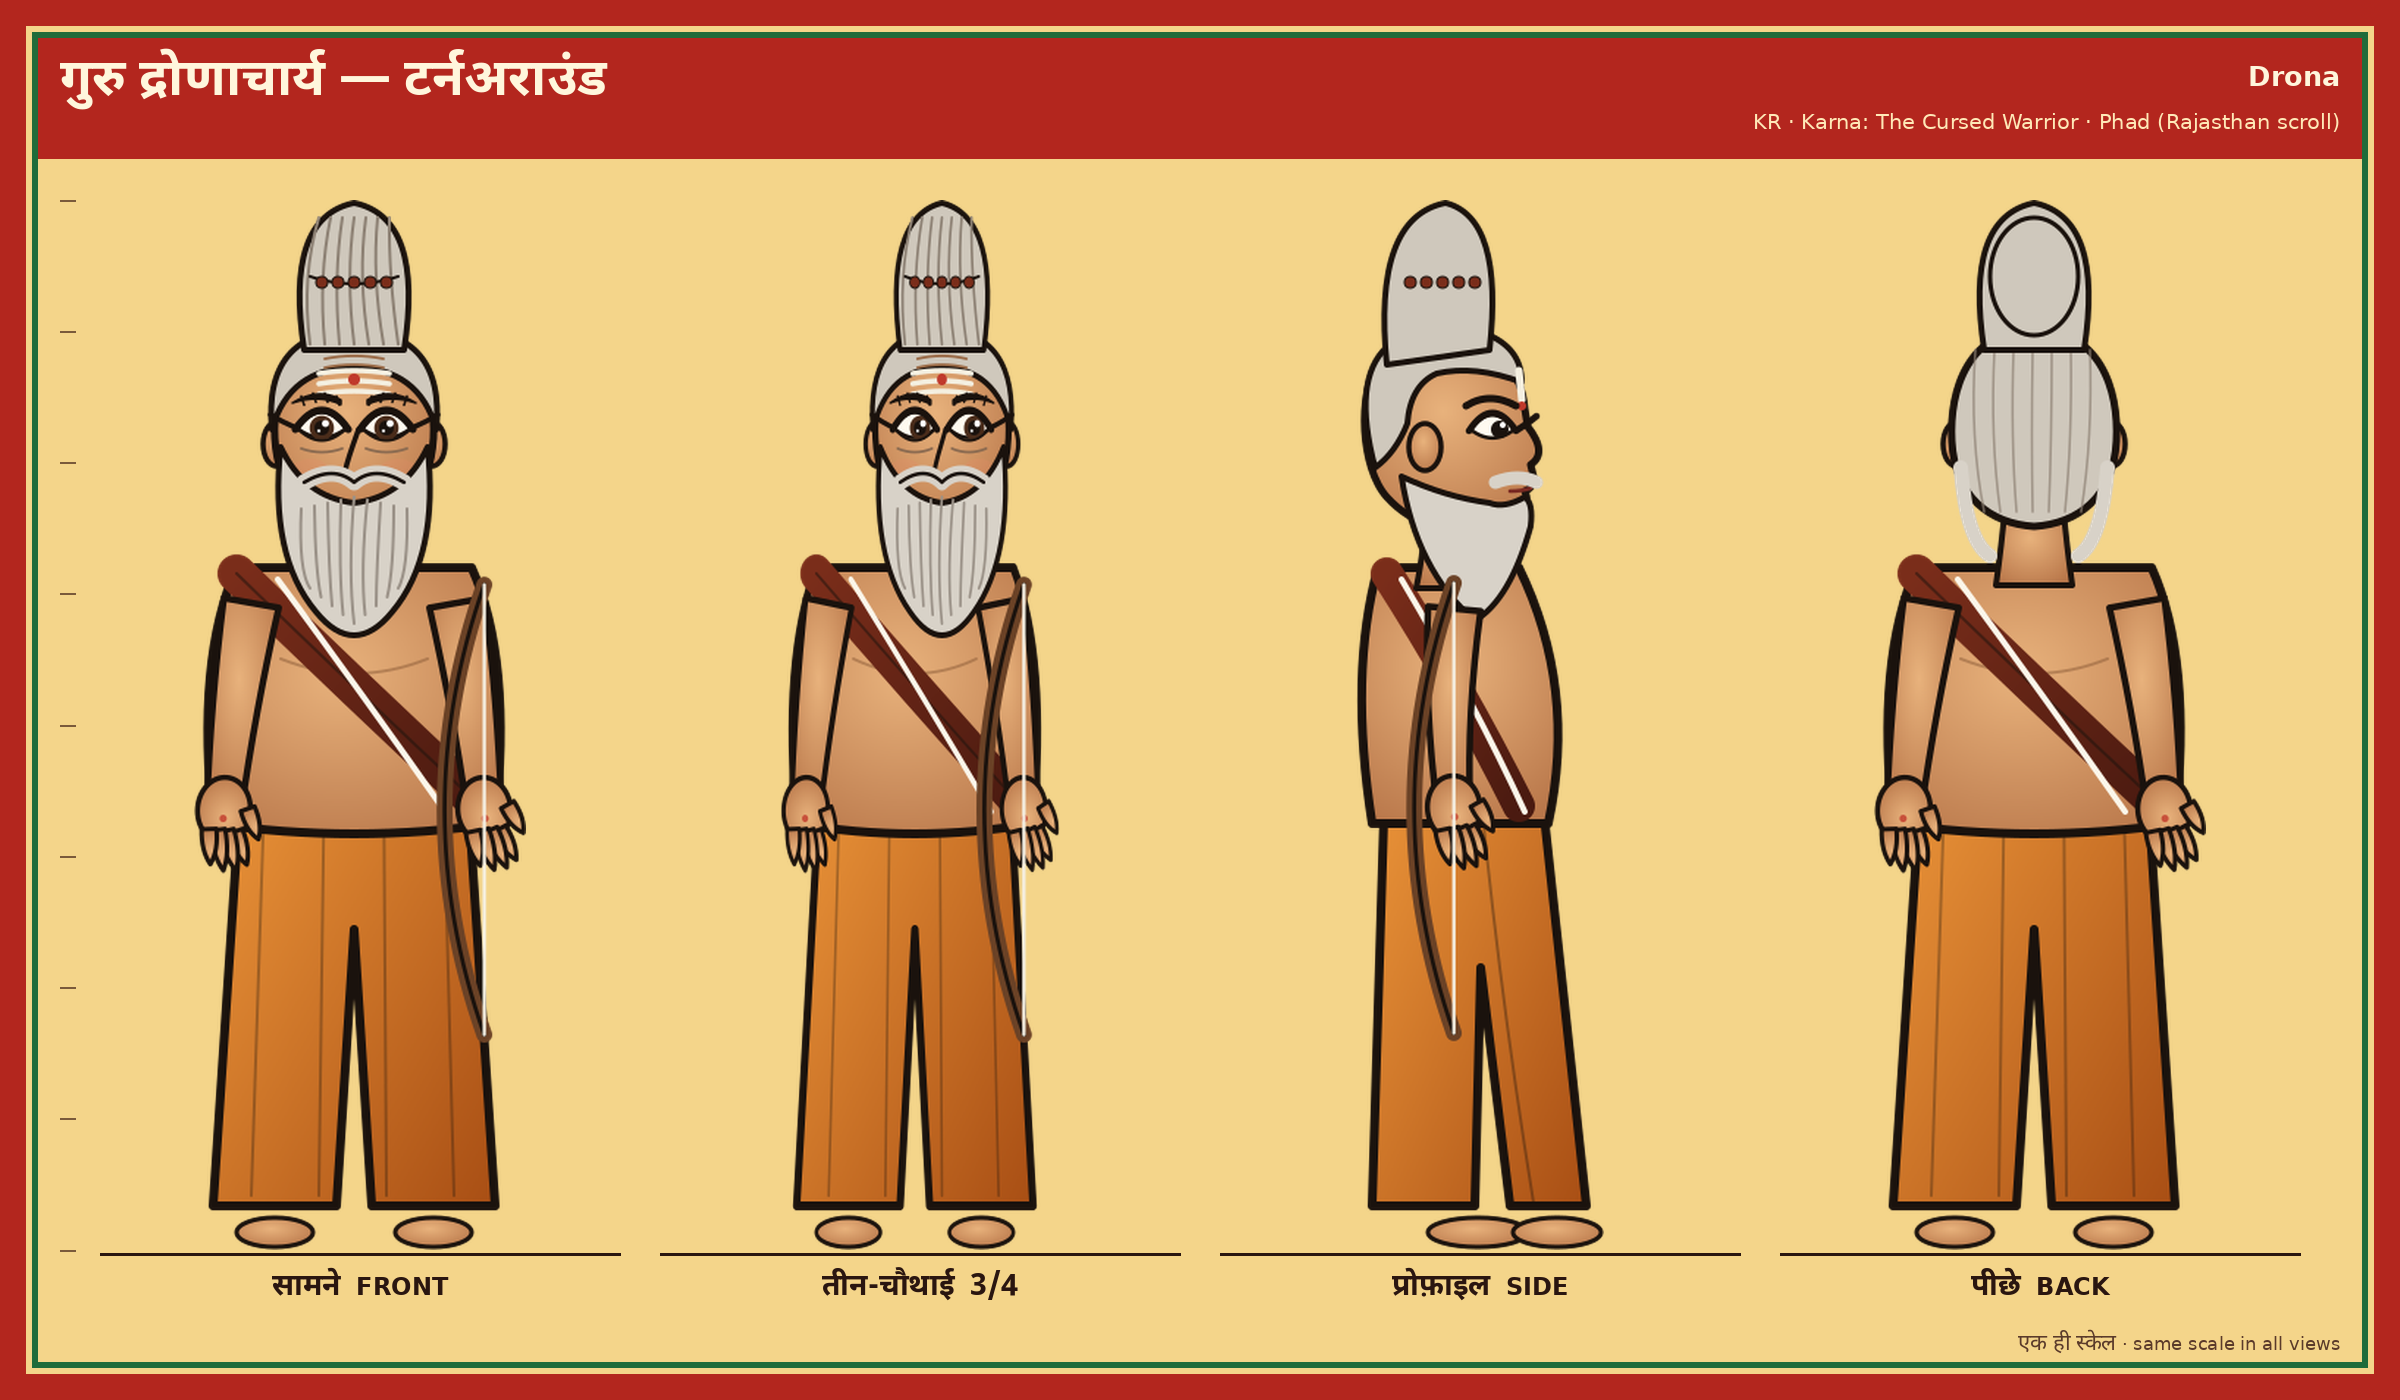 गुरु द्रोणाचार्य — टर्नअराउंड
Drona
KR · Karna: The Cursed Warrior · Phad (Rajasthan scroll)
सामने FRONT
तीन-चौथाई 3/4
प्रोफ़ाइल SIDE
पीछे BACK
एक ही स्केल · same scale in all views